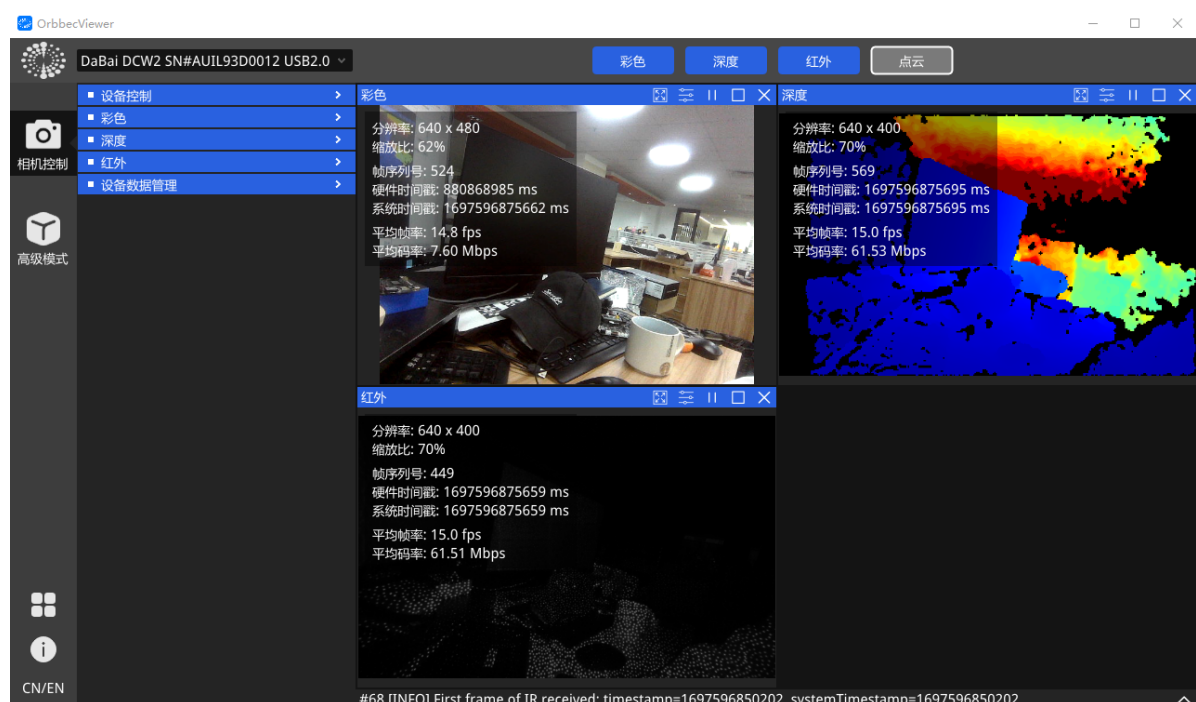 OrbbecViewer
DaBai DCW2 SN#AUIL93D0012 USB2.0
彩色
深度
红外
点云
相机控制
高级模式
CN/EN
设备控制
彩色
深度
红外
设备数据管理
彩色
分辨率: 640 x 480
缩放比: 62%
帧序列号: 524
硬件时间戳: 880868985 ms
系统时间戳: 1697596875662 ms
平均帧率: 14.8 fps
平均码率: 7.60 Mbps
深度
分辨率: 640 x 400
缩放比: 70%
帧序列号: 569
硬件时间戳: 1697596875695 ms
系统时间戳: 1697596875695 ms
平均帧率: 15.0 fps
平均码率: 61.53 Mbps
红外
分辨率: 640 x 400
缩放比: 70%
帧序列号: 449
硬件时间戳: 1697596875659 ms
系统时间戳: 1697596875659 ms
平均帧率: 15.0 fps
平均码率: 61.51 Mbps
#68 [INFO] First frame of IR received: timestamp=1697596850202, systemTimestamp=1697596850202